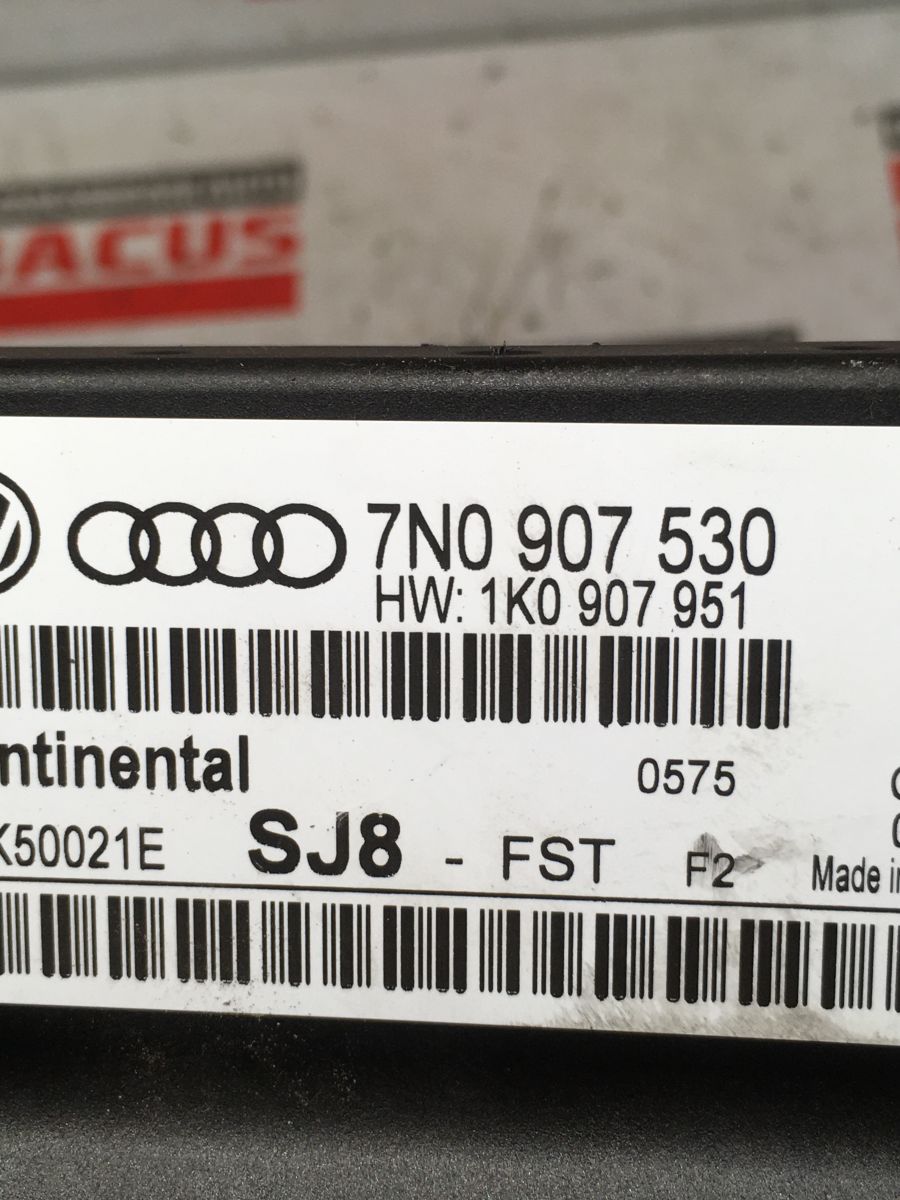 ACUS
7N0 907 530
HW: 1K0 907 951
ntinental
0575
K50021E
SJ8 - FST F2
Made in